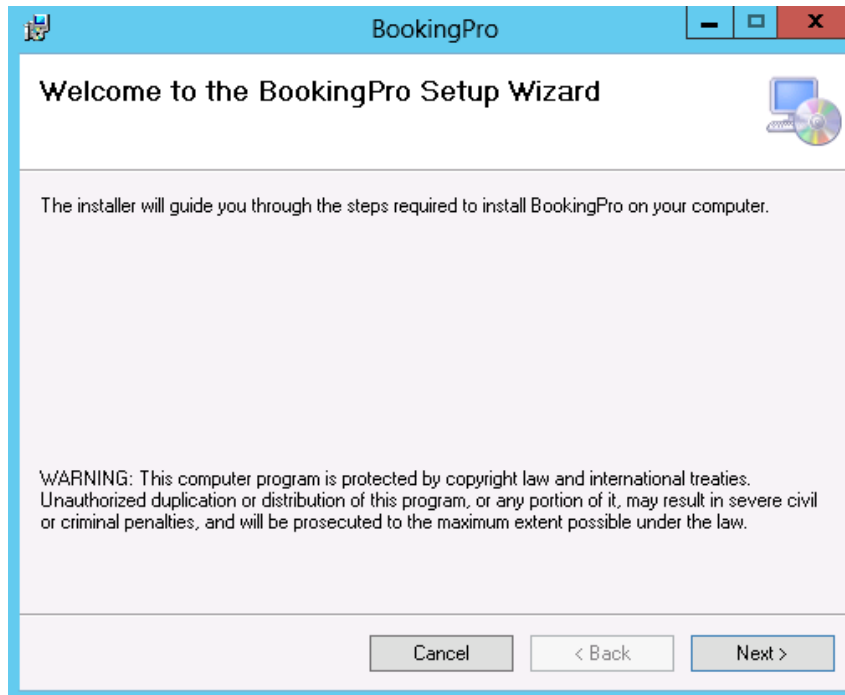 BookingPro
Welcome to the BookingPro Setup Wizard
The installer will guide you through the steps required to install BookingPro on your computer.
WARNING: This computer program is protected by copyright law and international treaties.
Unauthorized duplication or distribution of this program, or any portion of it, may result in severe civil
or criminal penalties, and will be prosecuted to the maximum extent possible under the law.
Cancel
< Back
Next >